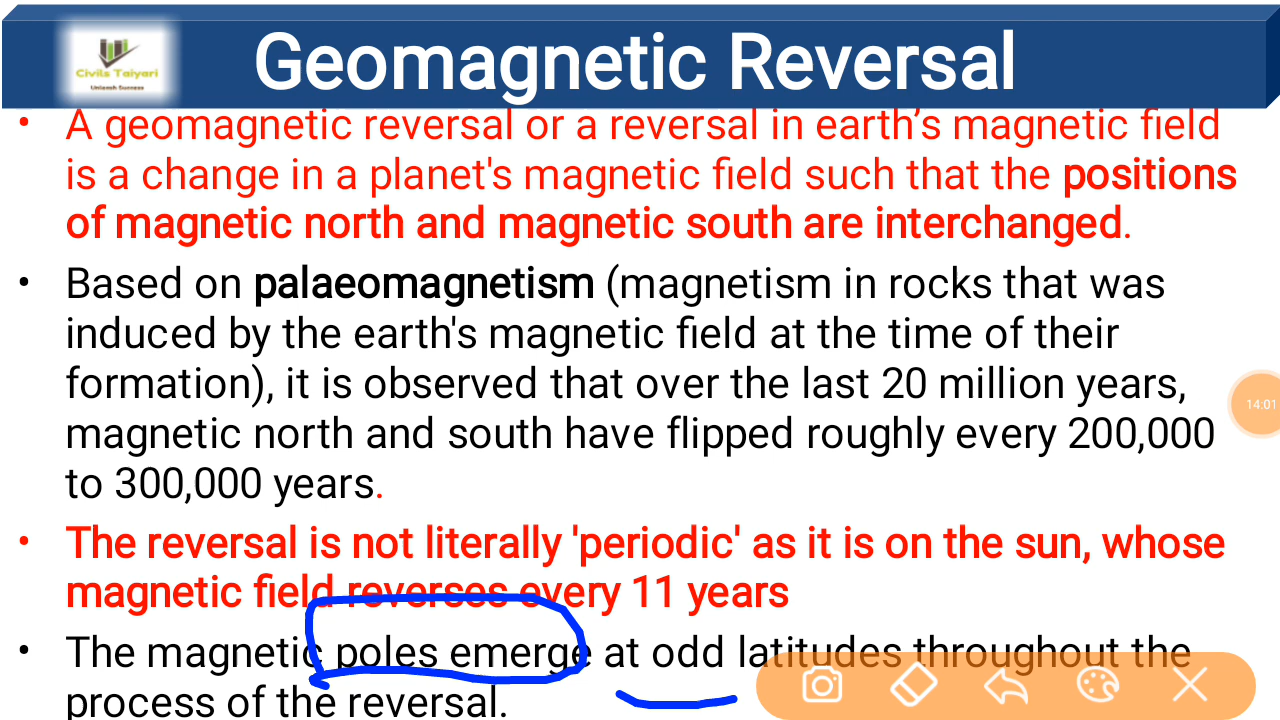 Geomagnetic Reversal
Civils Taiyari
Unleash Success
• A geomagnetic reversal or a reversal in earth’s magnetic field
is a change in a planet's magnetic field such that the positions
of magnetic north and magnetic south are interchanged.
• Based on palaeomagnetism (magnetism in rocks that was
induced by the earth's magnetic field at the time of their
formation), it is observed that over the last 20 million years,
magnetic north and south have flipped roughly every 200,000
to 300,000 years.
• The reversal is not literally 'periodic' as it is on the sun, whose
magnetic field reverses every 11 years
• The magnetic poles emerge at odd latitudes throughout the
process of the reversal.
14:01